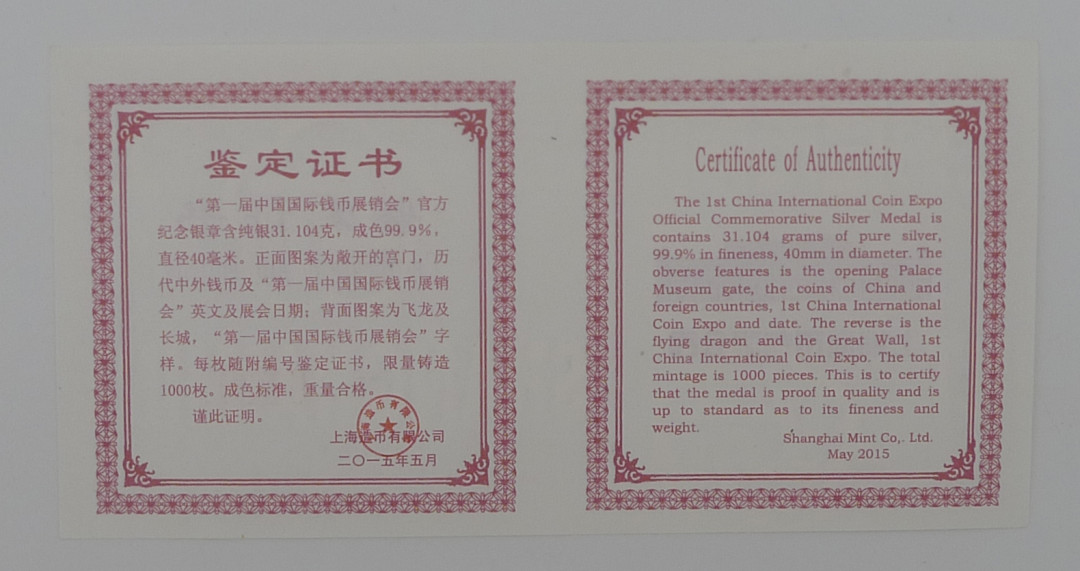 鉴定证书
“第一届中国国际钱币展销会”官方
纪念银章含纯银31.104克，成色99.9%，
直径40毫米。正面图案为敞开的宫门，历
代中外钱币及“第一届中国国际钱币展销
会”英文及展会日期；背面图案为飞龙及
长城，“第一届中国国际钱币展销会”字
样。每枚随附编号鉴定证书，限量铸造
1000枚。成色标准，重量合格。
谨此证明。
上海造币有限公司
二〇一五年五月
Certificate of Authenticity
The 1st China International Coin Expo
Official Commemorative Silver Medal is
contains 31.104 grams of pure silver,
99.9% in fineness, 40mm in diameter. The
obverse features is the opening Palace
Museum gate, the coins of China and
foreign countries, 1st China International
Coin Expo and date. The reverse is the
flying dragon and the Great Wall, 1st
China International Coin Expo. The total
mintage is 1000 pieces. This is to certify
that the medal is proof in quality and is
up to standard as to its fineness and
weight.
Shanghai Mint Co,. Ltd.
May 2015